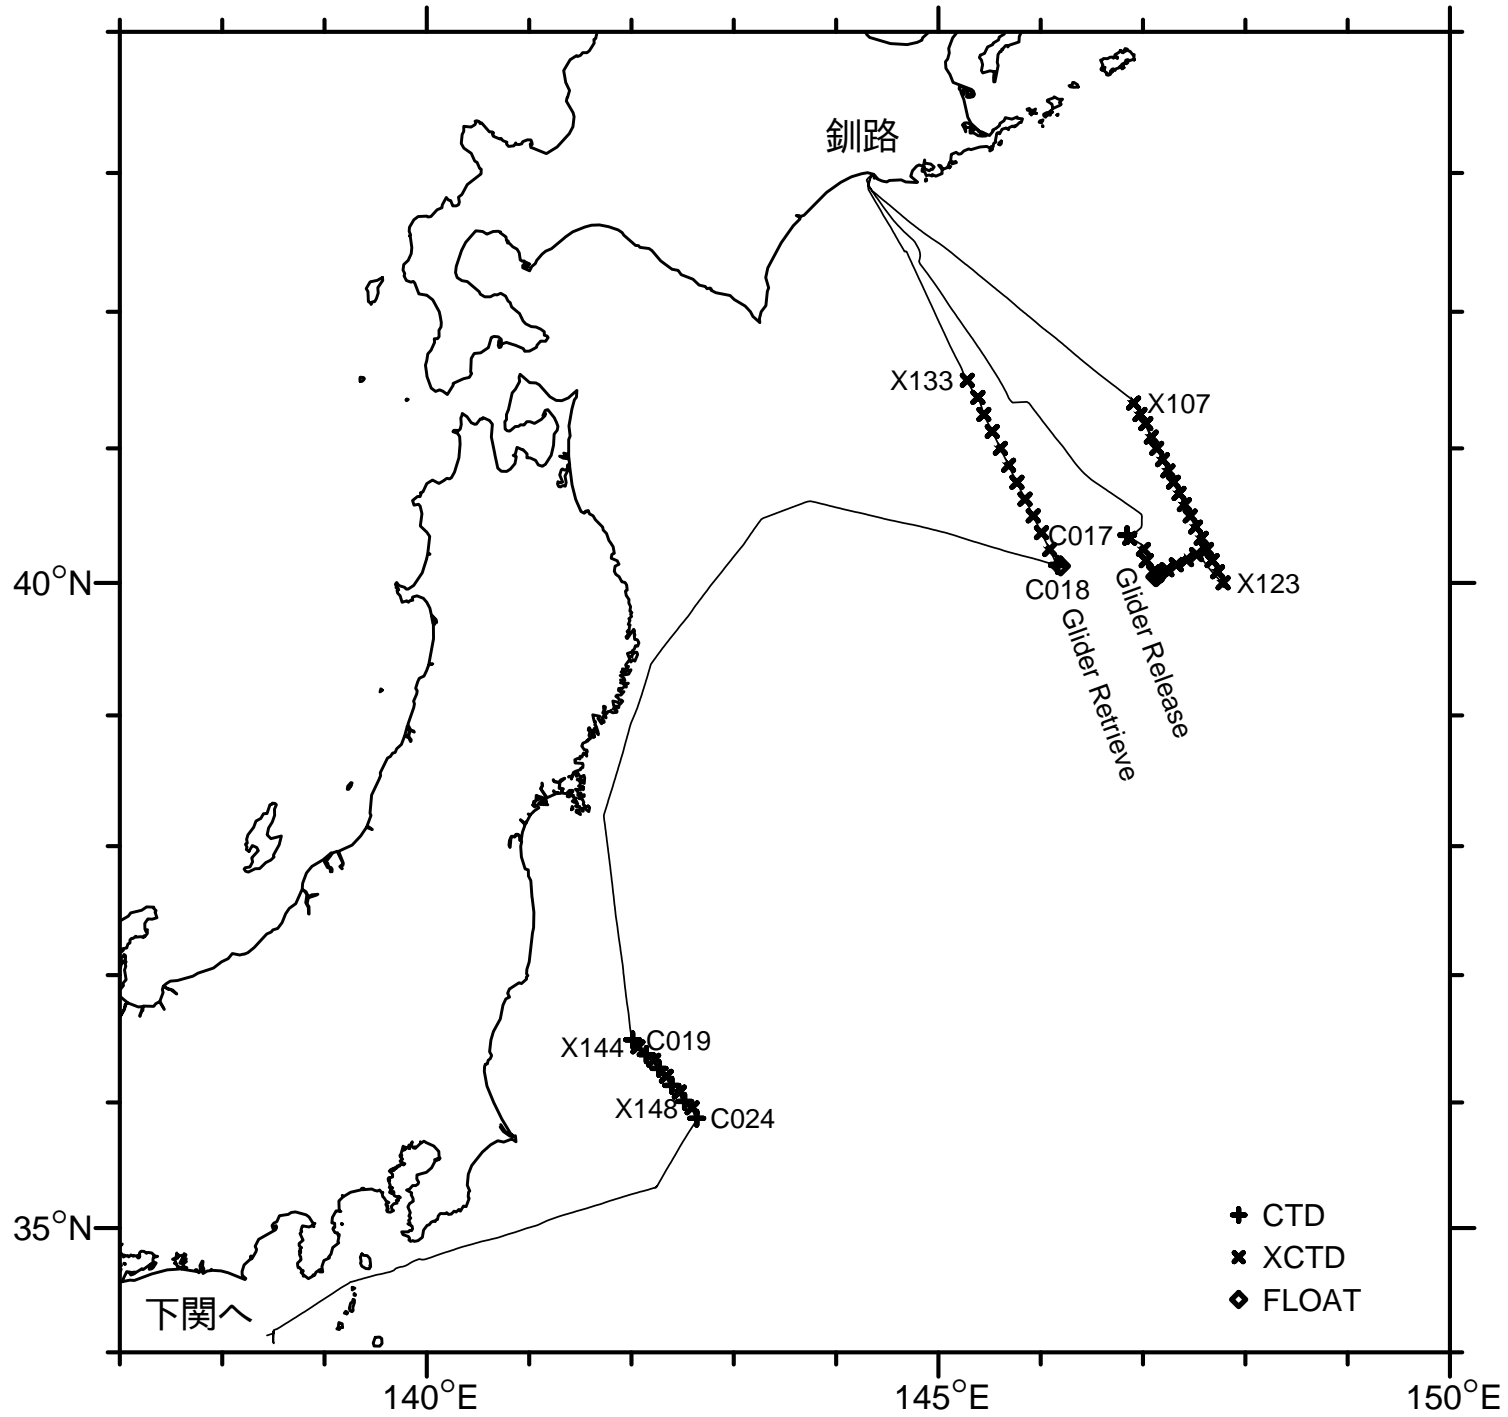 釧路
X133
X107
C017
40°N
C018
X123
Glider Release
Glider Retrieve
X144
C019
X148
C024
CTD
35°N
XCTD
FLOAT
下関へ
140°E
145°E
150°E